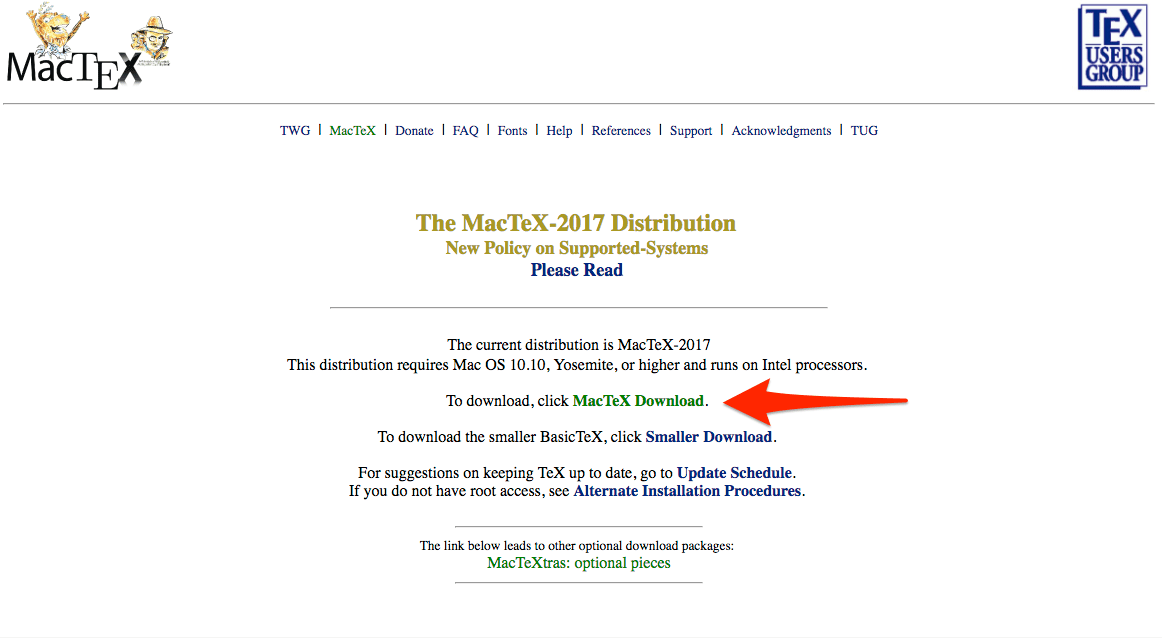 MacTeX
TEX
USERS
GROUP
TWG | MacTeX | Donate | FAQ | Fonts | Help | References | Support | Acknowledgments | TUG
The MacTeX-2017 Distribution
New Policy on Supported-Systems
Please Read
The current distribution is MacTeX-2017
This distribution requires Mac OS 10.10, Yosemite, or higher and runs on Intel processors.
To download, click MacTeX Download.
To download the smaller BasicTeX, click Smaller Download.
For suggestions on keeping TeX up to date, go to Update Schedule.
If you do not have root access, see Alternate Installation Procedures.
The link below leads to other optional download packages:
MacTeXtras: optional pieces